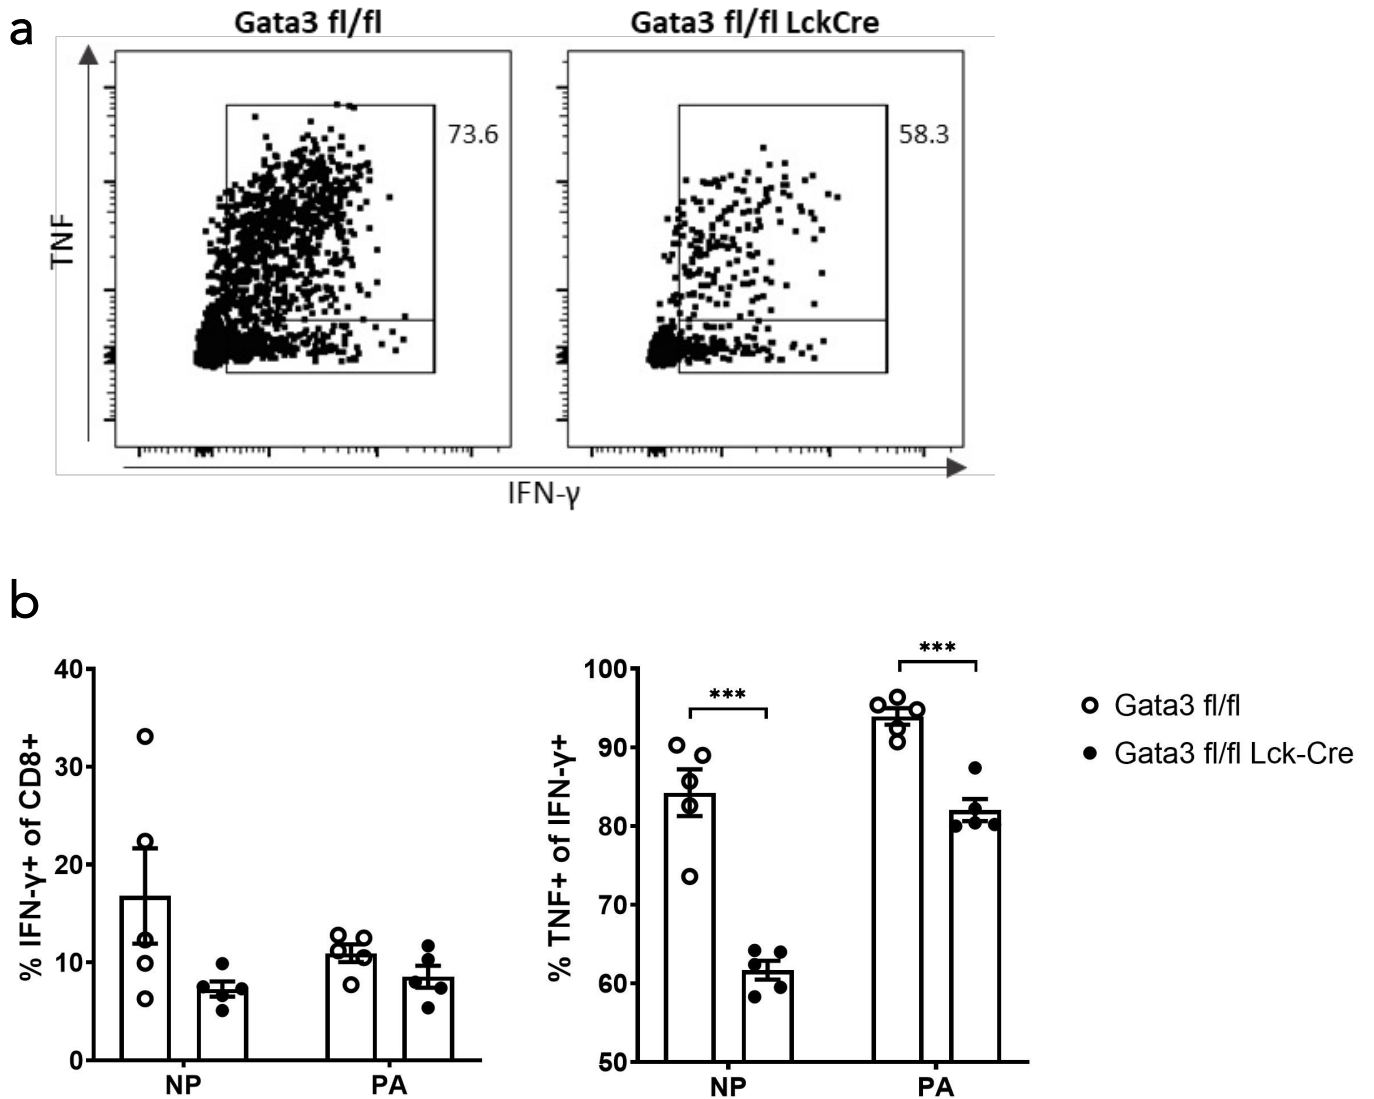 a
Gata3 fl/fl
Gata3 fl/fl LckCre
73.6
58.3
TNF
IFN-γ
b
% IFN-γ+ of CD8+
40
30
20
10
0
NP
PA
% TNF+ of IFN-γ+
100
90
80
70
60
50
***
***
NP
PA
Gata3 fl/fl
Gata3 fl/fl Lck-Cre